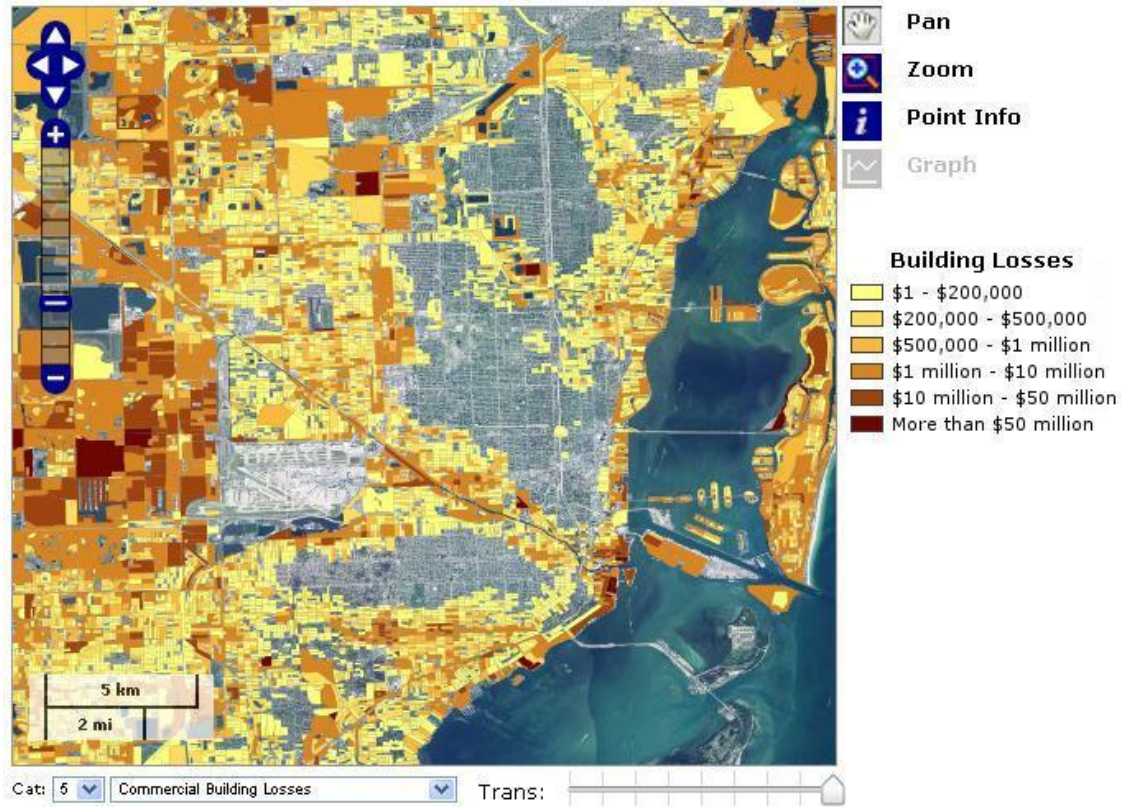 Pan
Zoom
Point Info
Graph
Building Losses
$1 - $200,000
$200,000 - $500,000
$500,000 - $1 million
$1 million - $10 million
$10 million - $50 million
More than $50 million
5 km
2 mi
Cat: 5 Commercial Building Losses Trans: